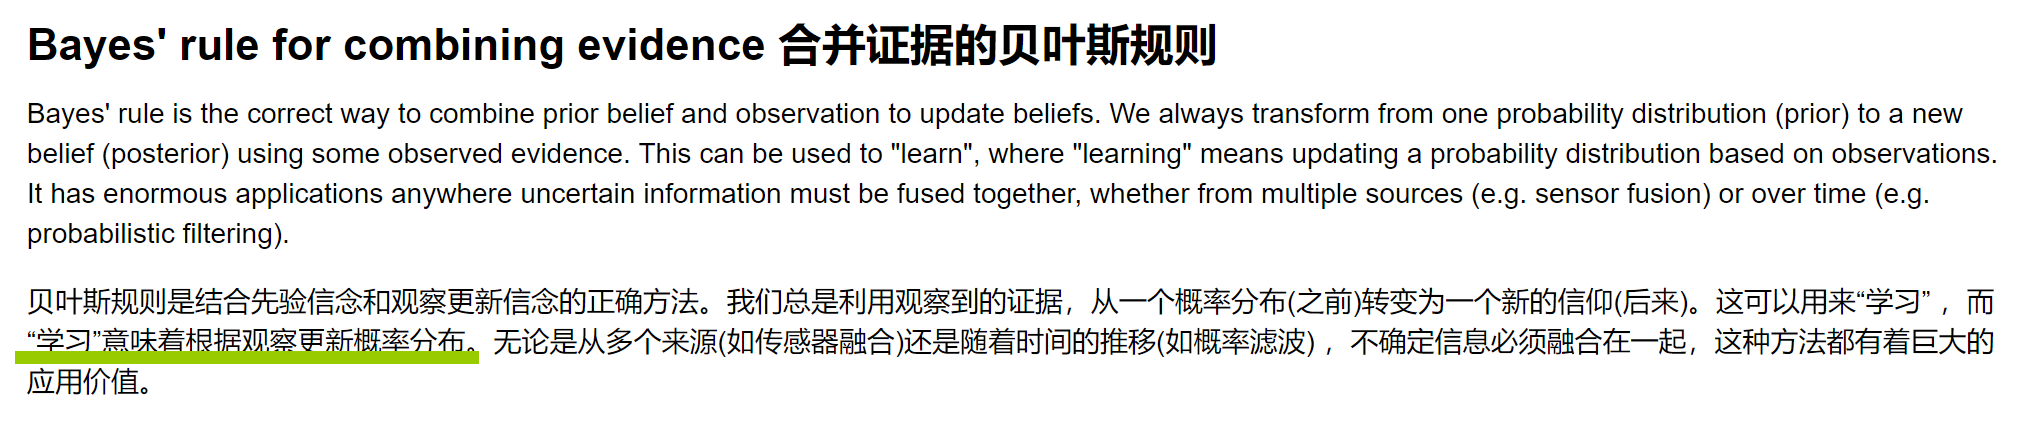 Bayes' rule for combining evidence 合并证据的贝叶斯规则
Bayes' rule is the correct way to combine prior belief and observation to update beliefs. We always transform from one probability distribution (prior) to a new
belief (posterior) using some observed evidence. This can be used to "learn", where "learning" means updating a probability distribution based on observations.
It has enormous applications anywhere uncertain information must be fused together, whether from multiple sources (e.g. sensor fusion) or over time (e.g.
probabilistic filtering).
贝叶斯规则是结合先验信念和观察更新信念的正确方法。我们总是利用观察到的证据，从一个概率分布(之前)转变为一个新的信仰(后来)。这可以用来“学习” ，而
“学习”意味着根据观察更新概率分布。无论是从多个来源(如传感器融合)还是随着时间的推移(如概率滤波) ，不确定信息必须融合在一起，这种方法都有着巨大的
应用价值。